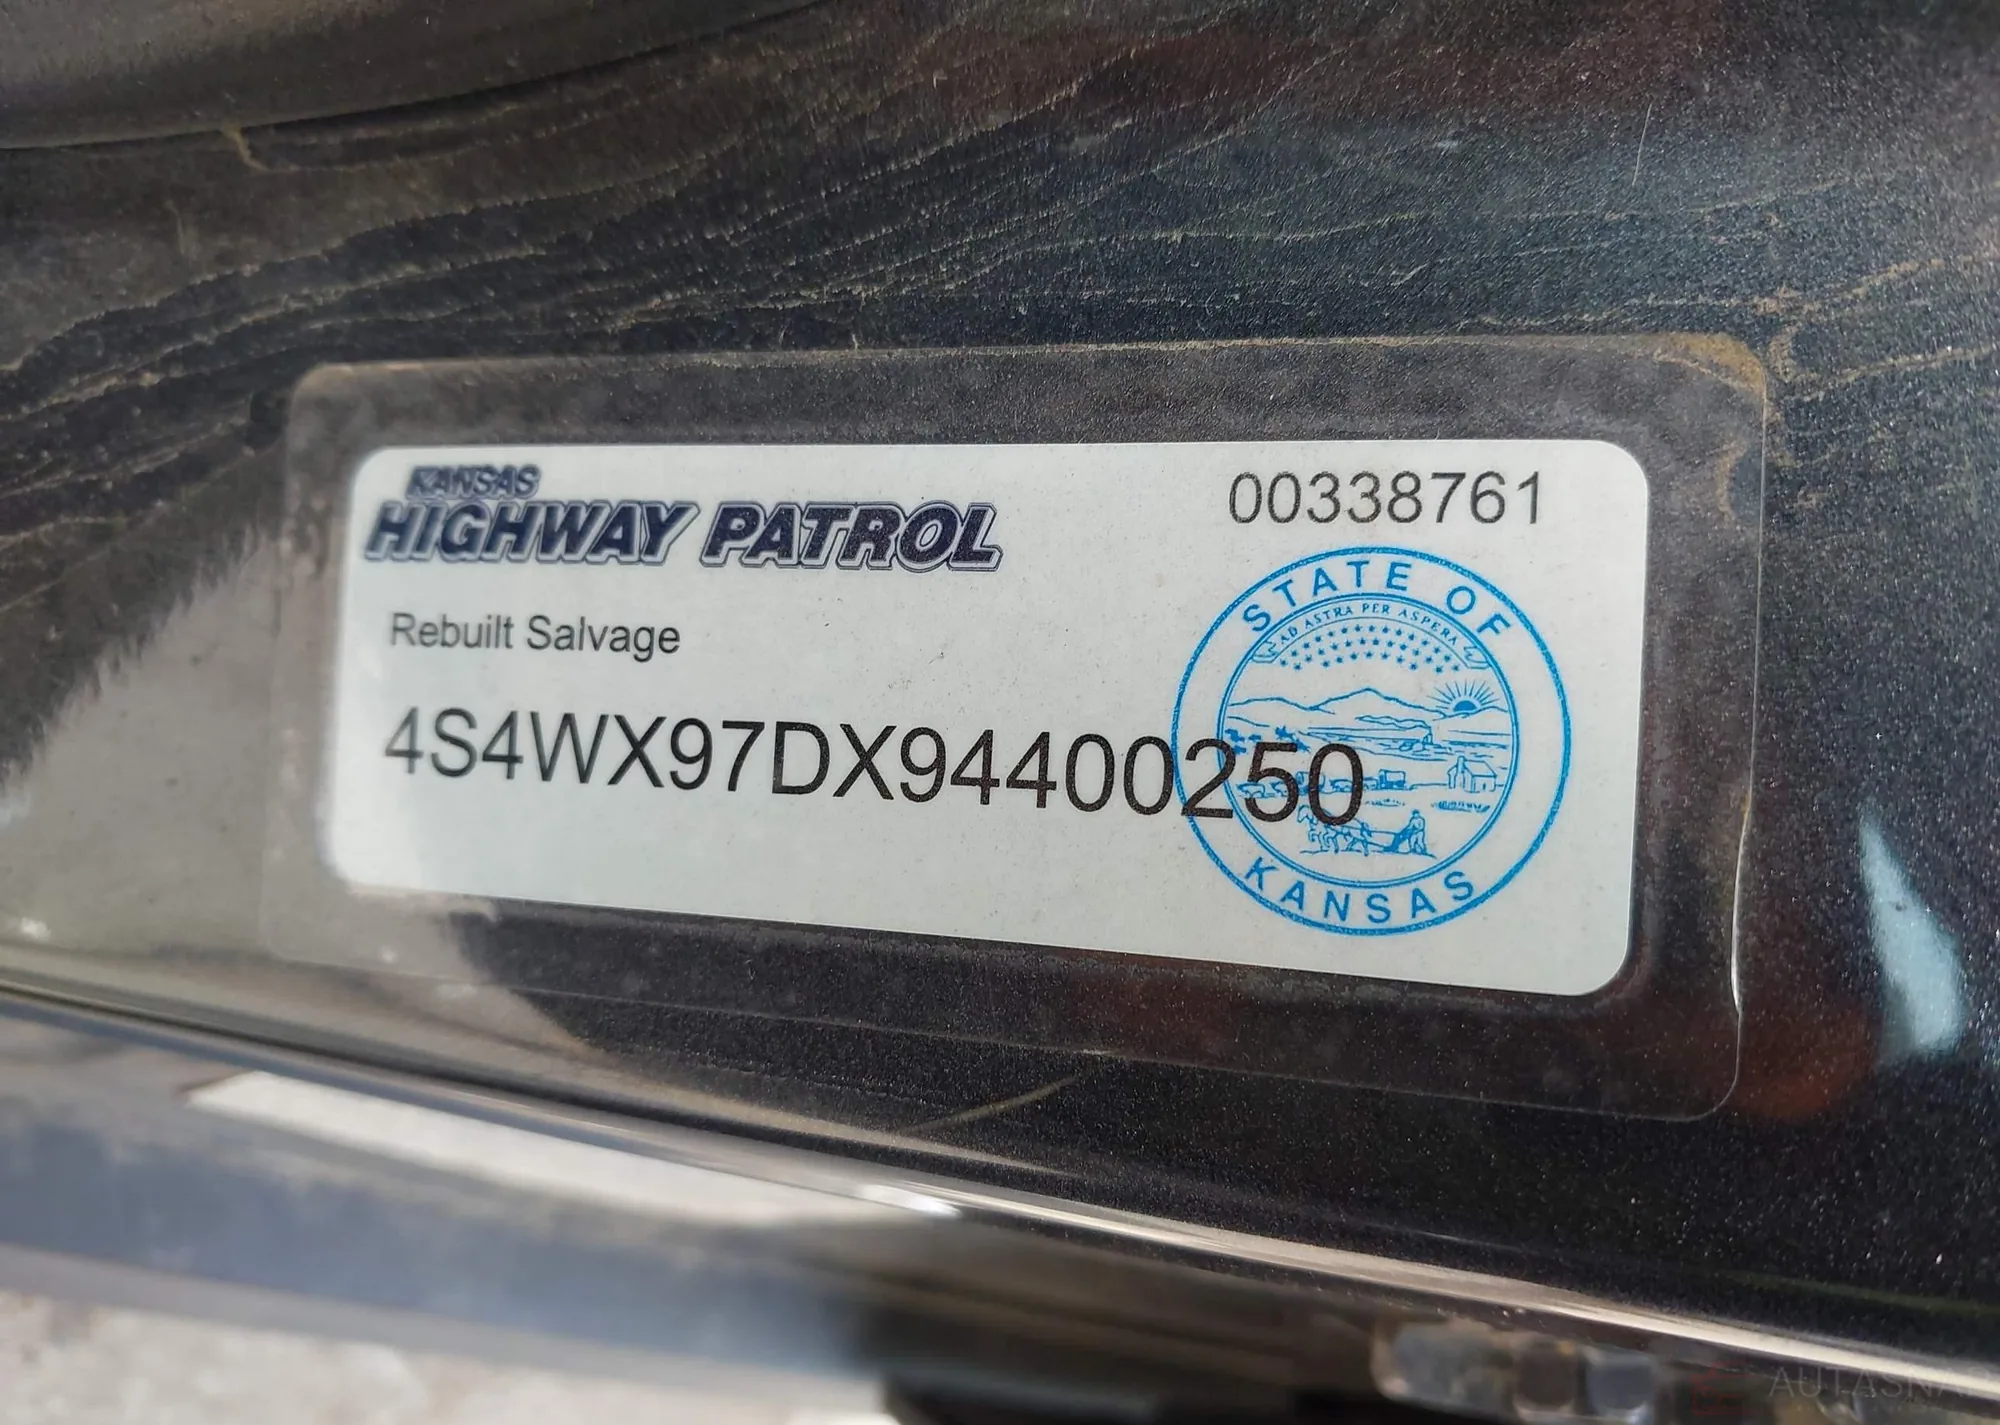 KANSAS
HIGHWAY PATROL
00338761
Rebuilt Salvage
4S4WX97DX94400250
STATE OF
AD ASTRA PER ASPERA
KANSAS